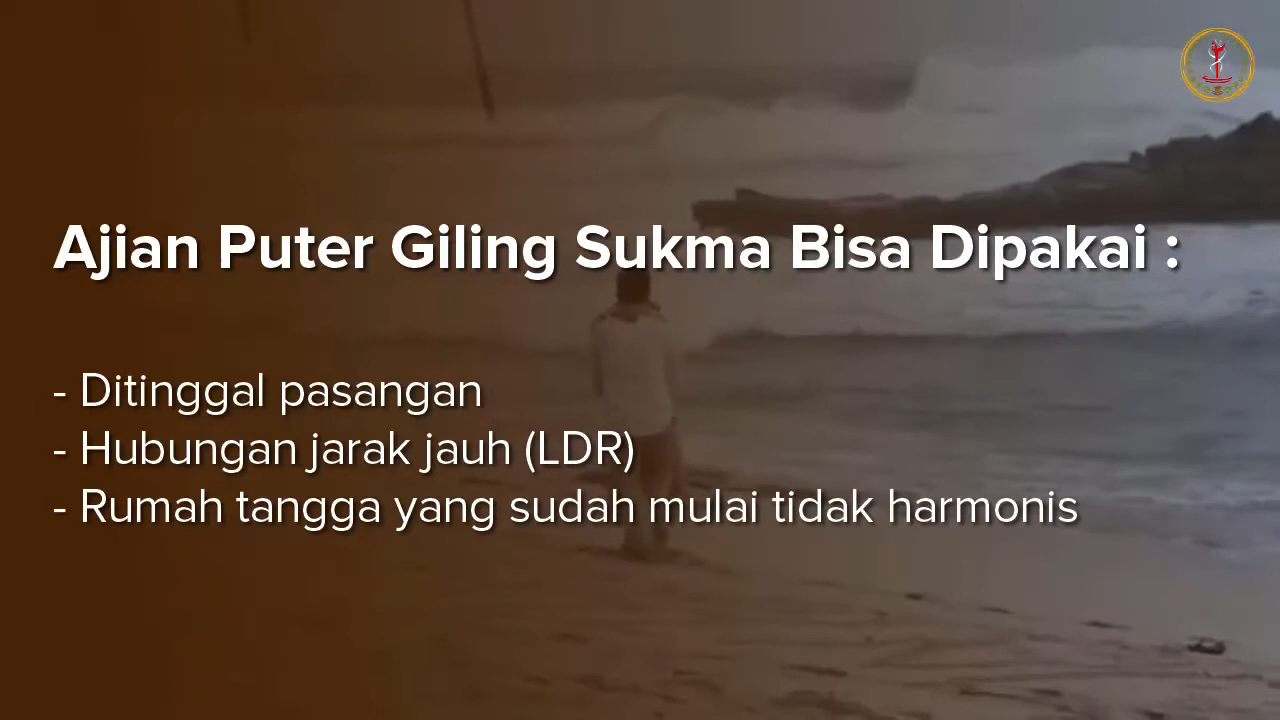 Ajian Puter Giling Sukma Bisa Dipakai :
- Ditinggal pasangan
- Hubungan jarak jauh (LDR)
- Rumah tangga yang sudah mulai tidak harmonis